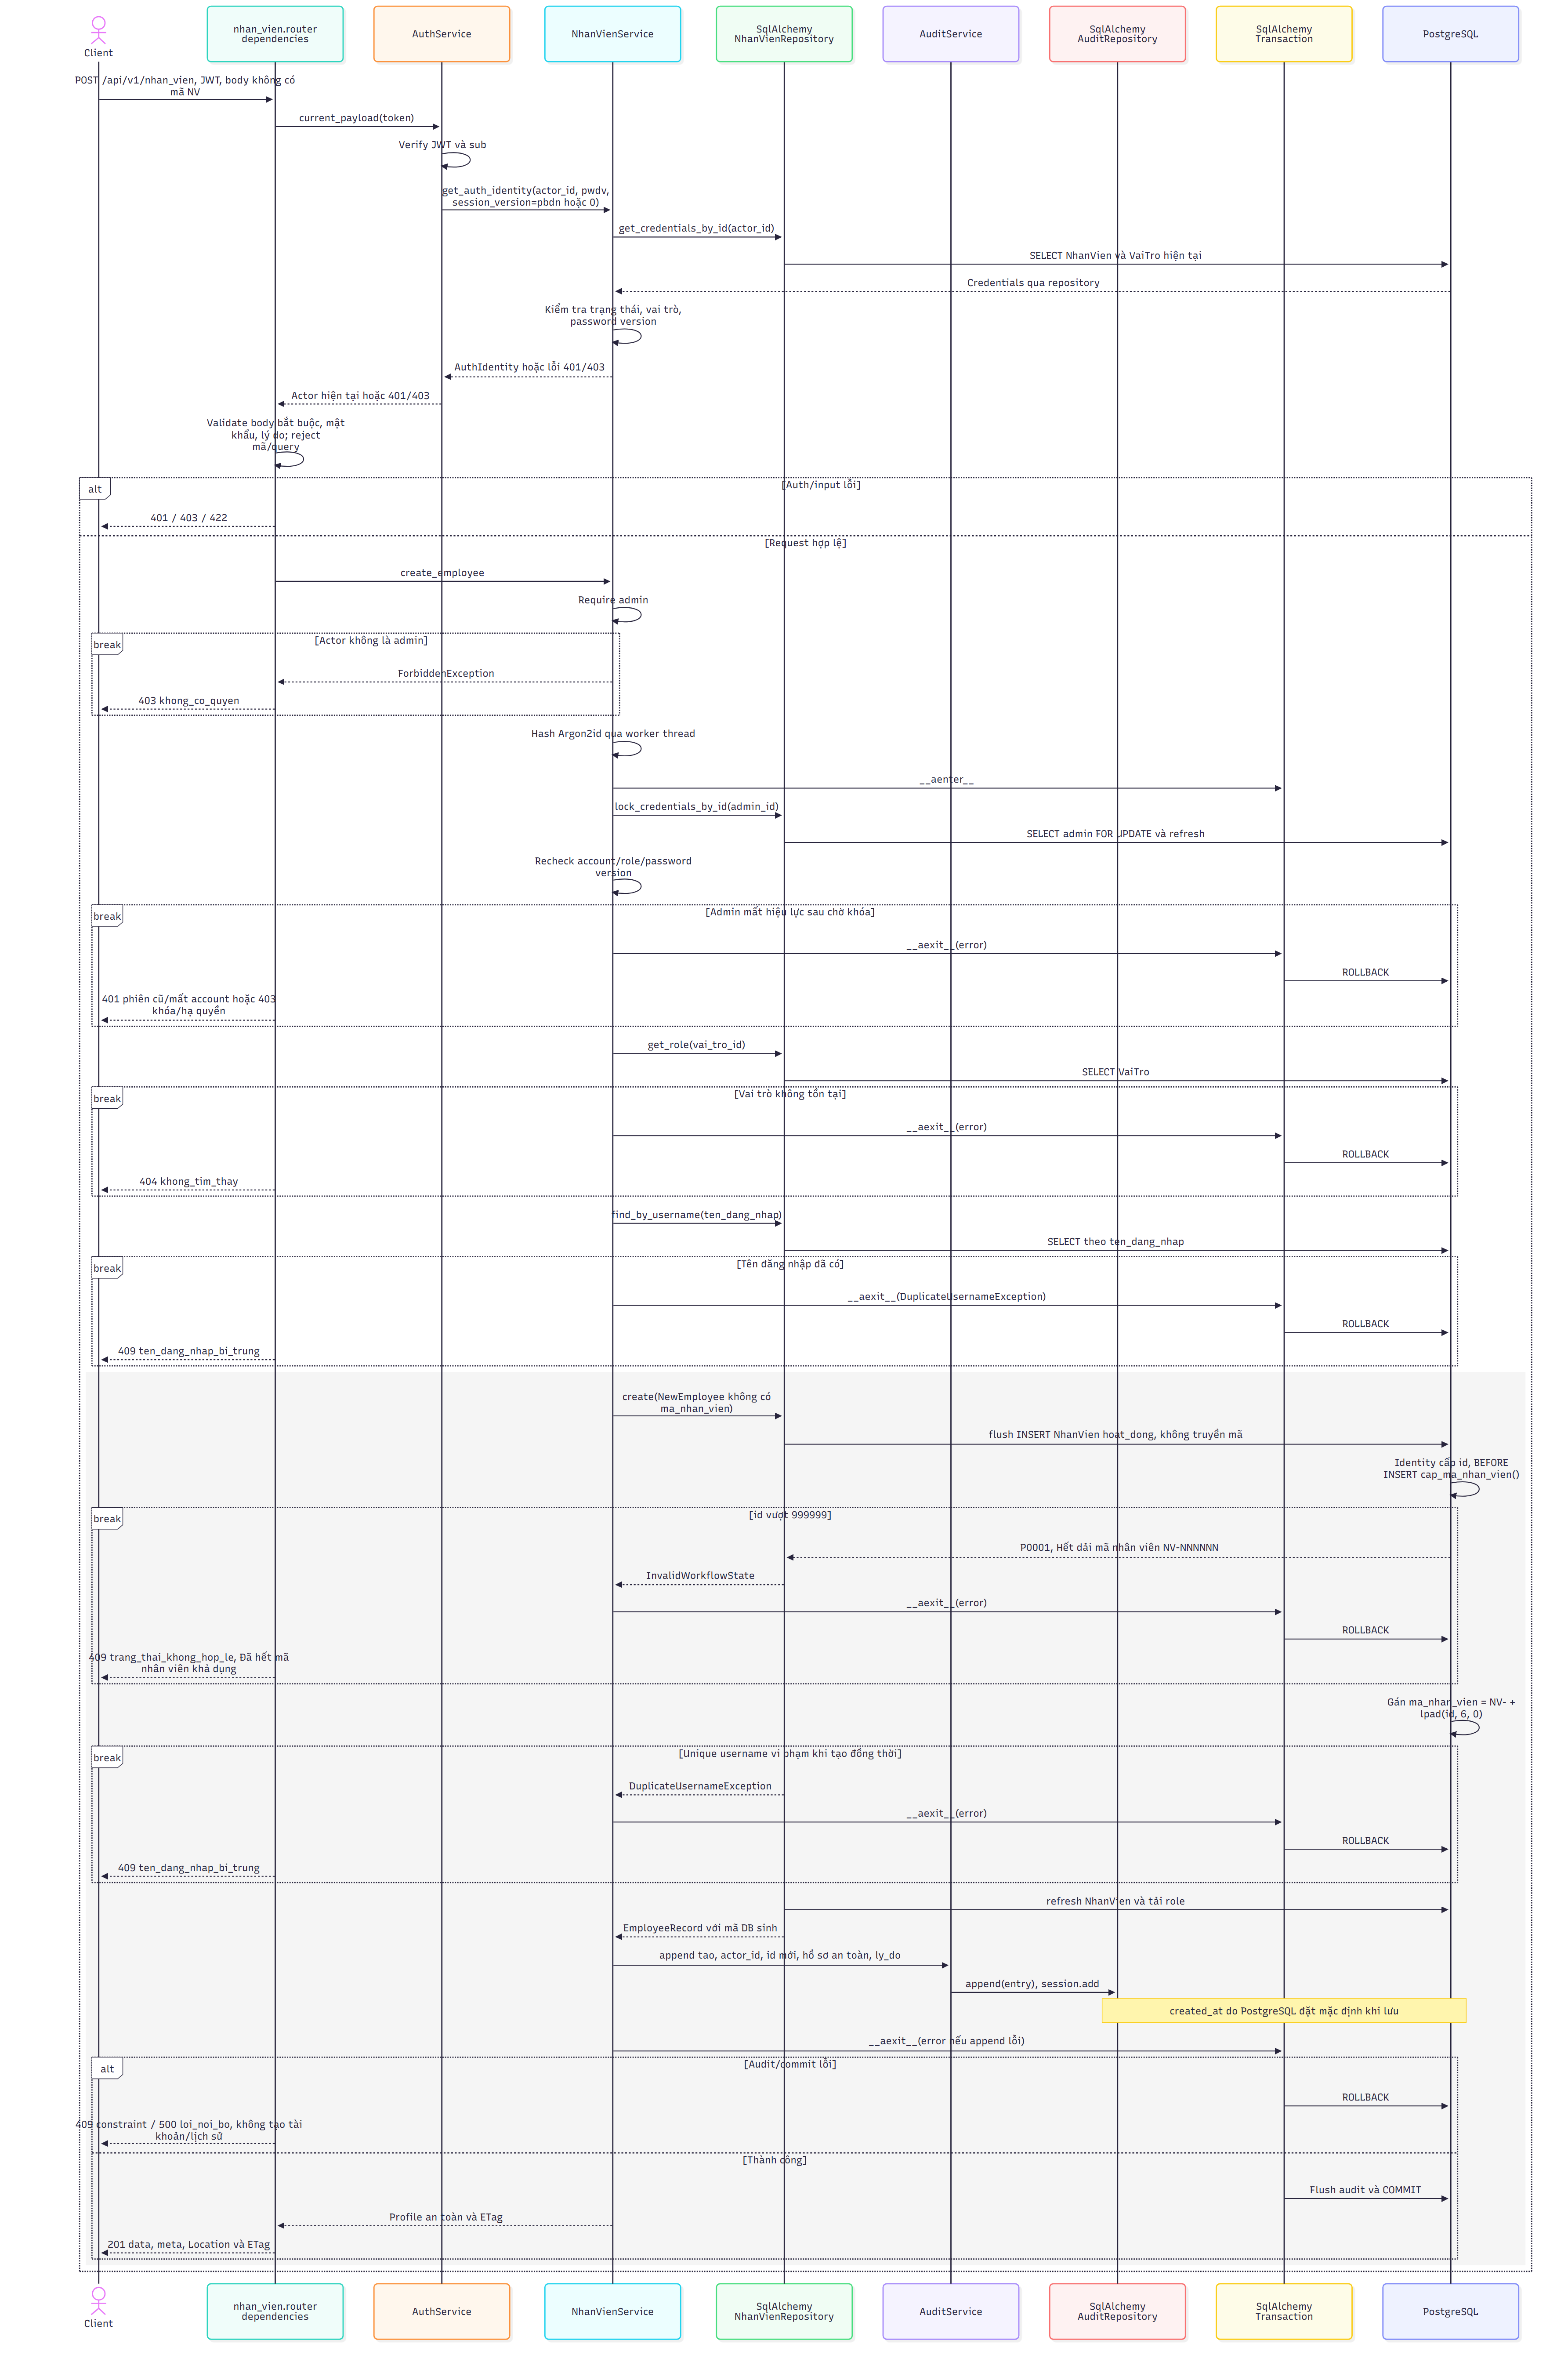 Client
nhan_vien.router
dependencies
AuthService
NhanVienService
SqlAlchemy
NhanVienRepository
AuditService
SqlAlchemy
AuditRepository
SqlAlchemy
Transaction
PostgreSQL
POST /api/v1/nhan_vien, JWT, body không có
mã NV
current_payload(token)
Verify JWT và sub
get_auth_identity(actor_id, pwdv,
session_version=pbdn hoặc 0)
get_credentials_by_id(actor_id)
SELECT NhanVien và VaiTro hiện tại
Credentials qua repository
Kiểm tra trạng thái, vai trò,
password version
AuthIdentity hoặc lỗi 401/403
Actor hiện tại hoặc 401/403
Validate body bắt buộc, mật
khẩu, lý do; reject
mã/query
alt
[Auth/input lỗi]
401 / 403 / 422
[Request hợp lệ]
create_employee
Require admin
break
[Actor không là admin]
ForbiddenException
403 khong_co_quyen
Hash Argon2id qua worker thread
__aenter__
lock_credentials_by_id(admin_id)
SELECT admin FOR UPDATE và refresh
Recheck account/role/password
version
break
[Admin mất hiệu lực sau chờ khóa]
__aexit__(error)
ROLLBACK
401 phiên cũ/mất account hoặc 403
khóa/hạ quyền
get_role(vai_tro_id)
SELECT VaiTro
break
[Vai trò không tồn tại]
__aexit__(error)
ROLLBACK
404 khong_tim_thay
find_by_username(ten_dang_nhap)
SELECT theo ten_dang_nhap
break
[Tên đăng nhập đã có]
__aexit__(DuplicateUsernameException)
ROLLBACK
409 ten_dang_nhap_bi_trung
create(NewEmployee không có
ma_nhan_vien)
flush INSERT NhanVien hoat_dong, không truyền mã
Identity cấp id, BEFORE
INSERT cap_ma_nhan_vien()
break
[id vượt 999999]
P0001, Hết dải mã nhân viên NV-NNNNNN
InvalidWorkflowState
__aexit__(error)
ROLLBACK
409 trang_thai_khong_hop_le, Đã hết mã
nhân viên khả dụng
Gán ma_nhan_vien = NV- +
lpad(id, 6, 0)
break
[Unique username vi phạm khi tạo đồng thời]
DuplicateUsernameException
__aexit__(error)
ROLLBACK
409 ten_dang_nhap_bi_trung
refresh NhanVien và tải role
EmployeeRecord với mã DB sinh
append tao, actor_id, id mới, hồ sơ an toàn, ly_do
append(entry), session.add
created_at do PostgreSQL đặt mặc định khi lưu
__aexit__(error nếu append lỗi)
alt
[Audit/commit lỗi]
ROLLBACK
409 constraint / 500 loi_noi_bo, không tạo tài
khoản/lịch sử
[Thành công]
Flush audit và COMMIT
Profile an toàn và ETag
201 data, meta, Location và ETag
Client
nhan_vien.router
dependencies
AuthService
NhanVienService
SqlAlchemy
NhanVienRepository
AuditService
SqlAlchemy
AuditRepository
SqlAlchemy
Transaction
PostgreSQL